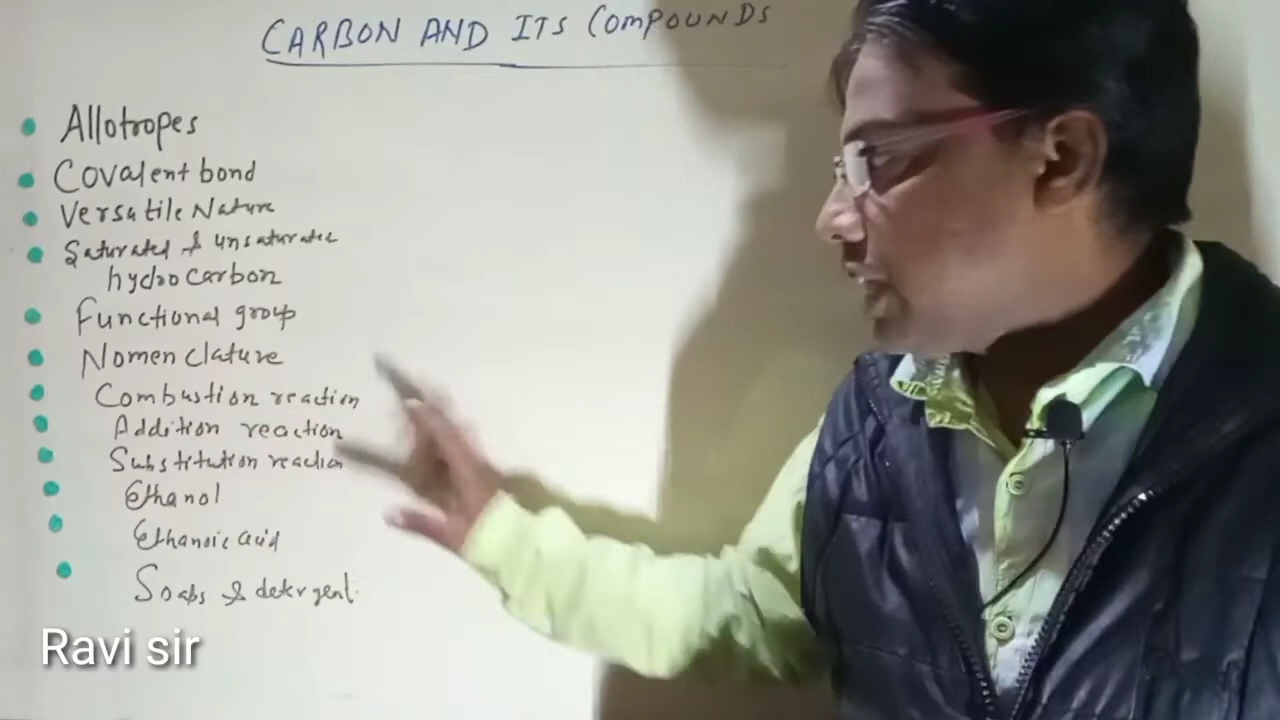 CARBON AND ITS COMPOUNDS
Allotropes
Covalent bond
Versatile Nature
Saturated & unsaturated
hydrocarbon
Functional group
Nomenclature
Combustion reaction
Addition reaction
Substitution reaction
Ethanol
Ethanoic acid
Soaps & detergent
Ravi sir